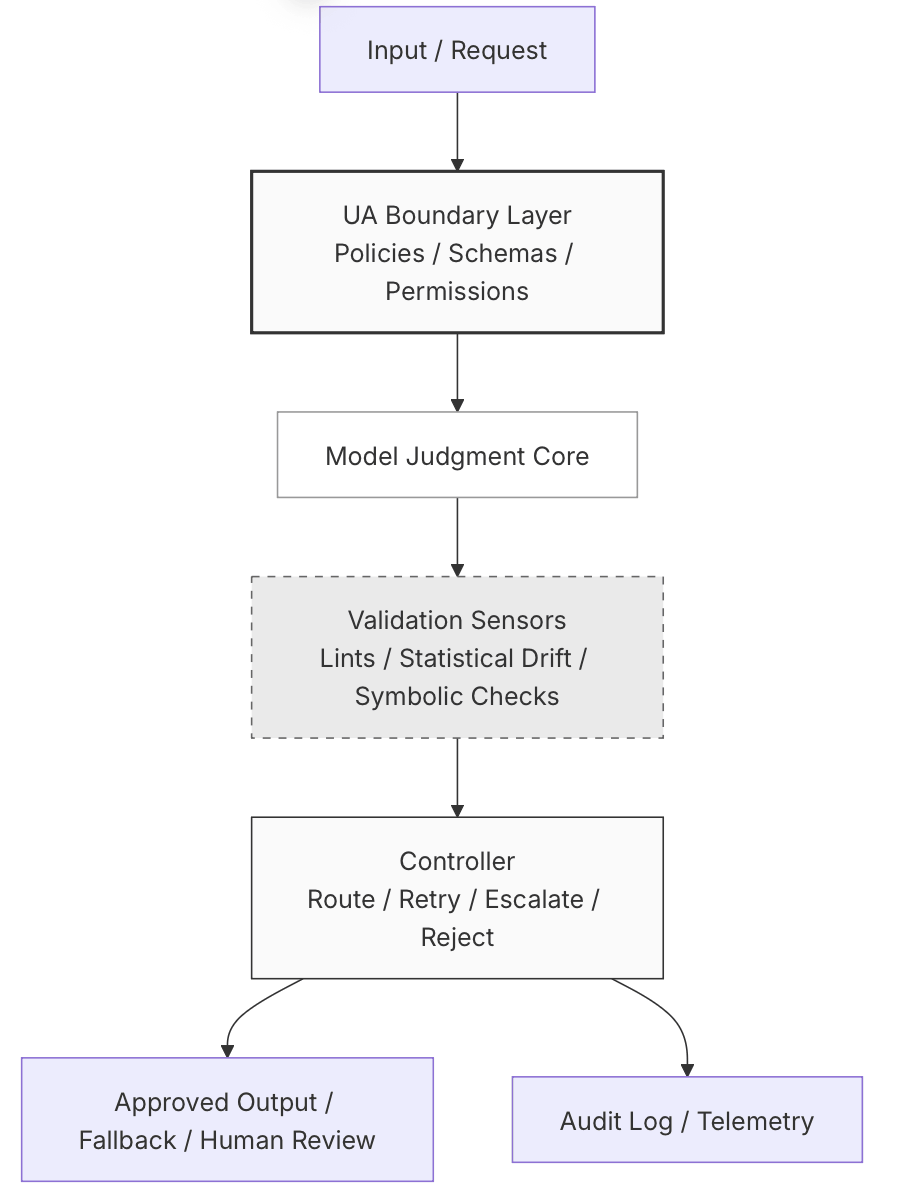 Input / Request
UA Boundary Layer
Policies / Schemas /
Permissions
Model Judgment Core
Validation Sensors
Lints / Statistical Drift /
Symbolic Checks
Controller
Route / Retry / Escalate /
Reject
Approved Output /
Fallback / Human Review
Audit Log / Telemetry